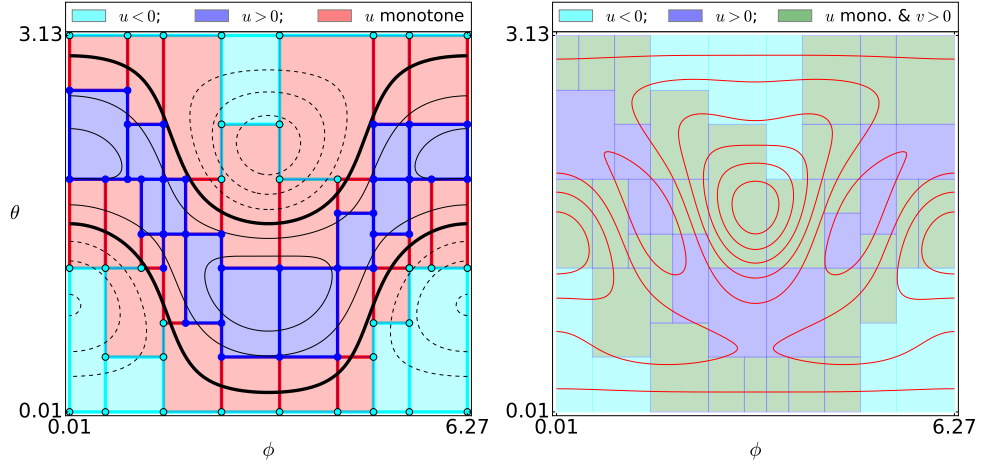 u < 0; u > 0; u monotone
3.13
θ
0.01
0.01 ϕ 6.27
u < 0; u > 0; u mono. & v > 0
3.13
0.01
0.01 ϕ 6.27